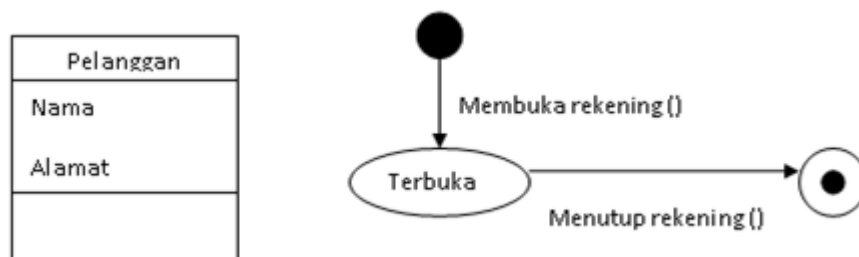 Pelanggan
Nama
Alamat
Membuka rekening()
Terbuka
Menutup rekening()